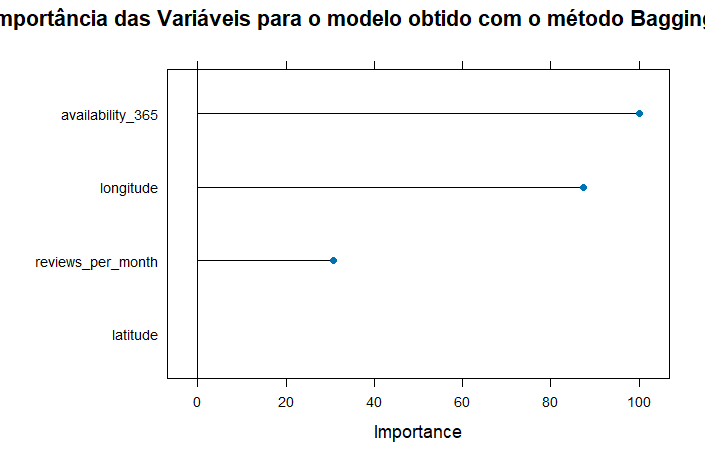 mportância das Variáveis para o modelo obtido com o método Bagging
availability_365
longitude
reviews_per_month
latitude
0 20 40 60 80 100
Importance